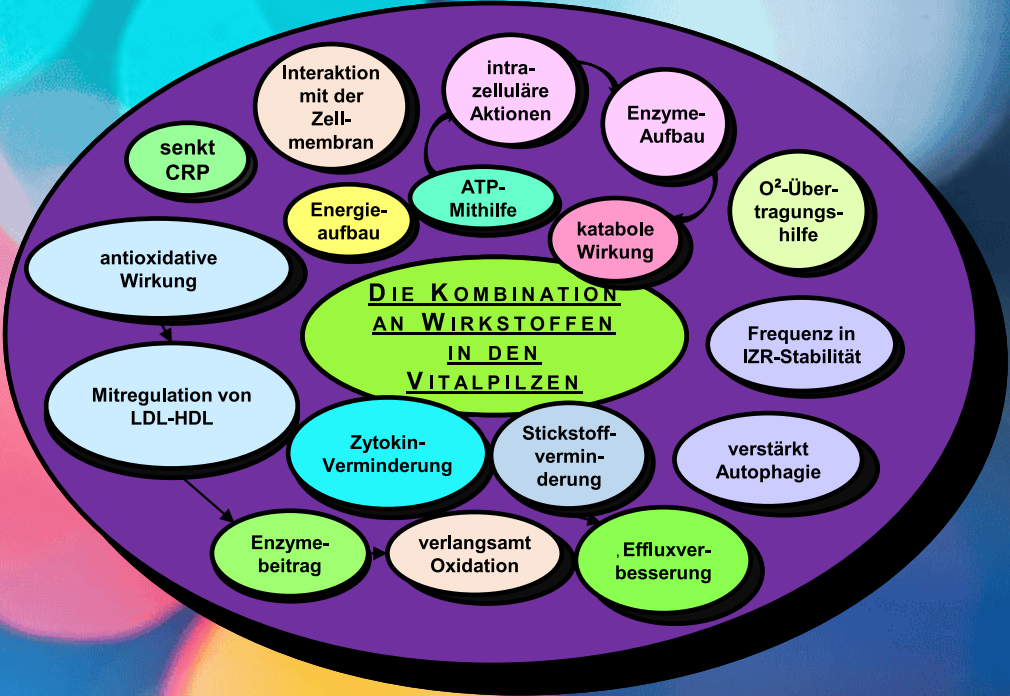 Interaktion
mit der
Zell-
membran
intra-
zelluläre
Aktionen
Enzyme-
Aufbau
senkt
CRP
ATP-
Mithilfe
O²-Über-
tragungs-
hilfe
Energie-
aufbau
katabole
Wirkung
antioxidative
Wirkung
DIE KOMBINATION
AN WIRKSTOFFEN
IN DEN
VITALPILZEN
Frequenz in
IZR-Stabilität
Mitregulation von
LDL-HDL
Zytokin-
Verminderung
Stickstoff-
vermin-
derung
verstärkt
Autophagie
Enzyme-
beitrag
verlangsamt
Oxidation
, Effluxver-
besserung